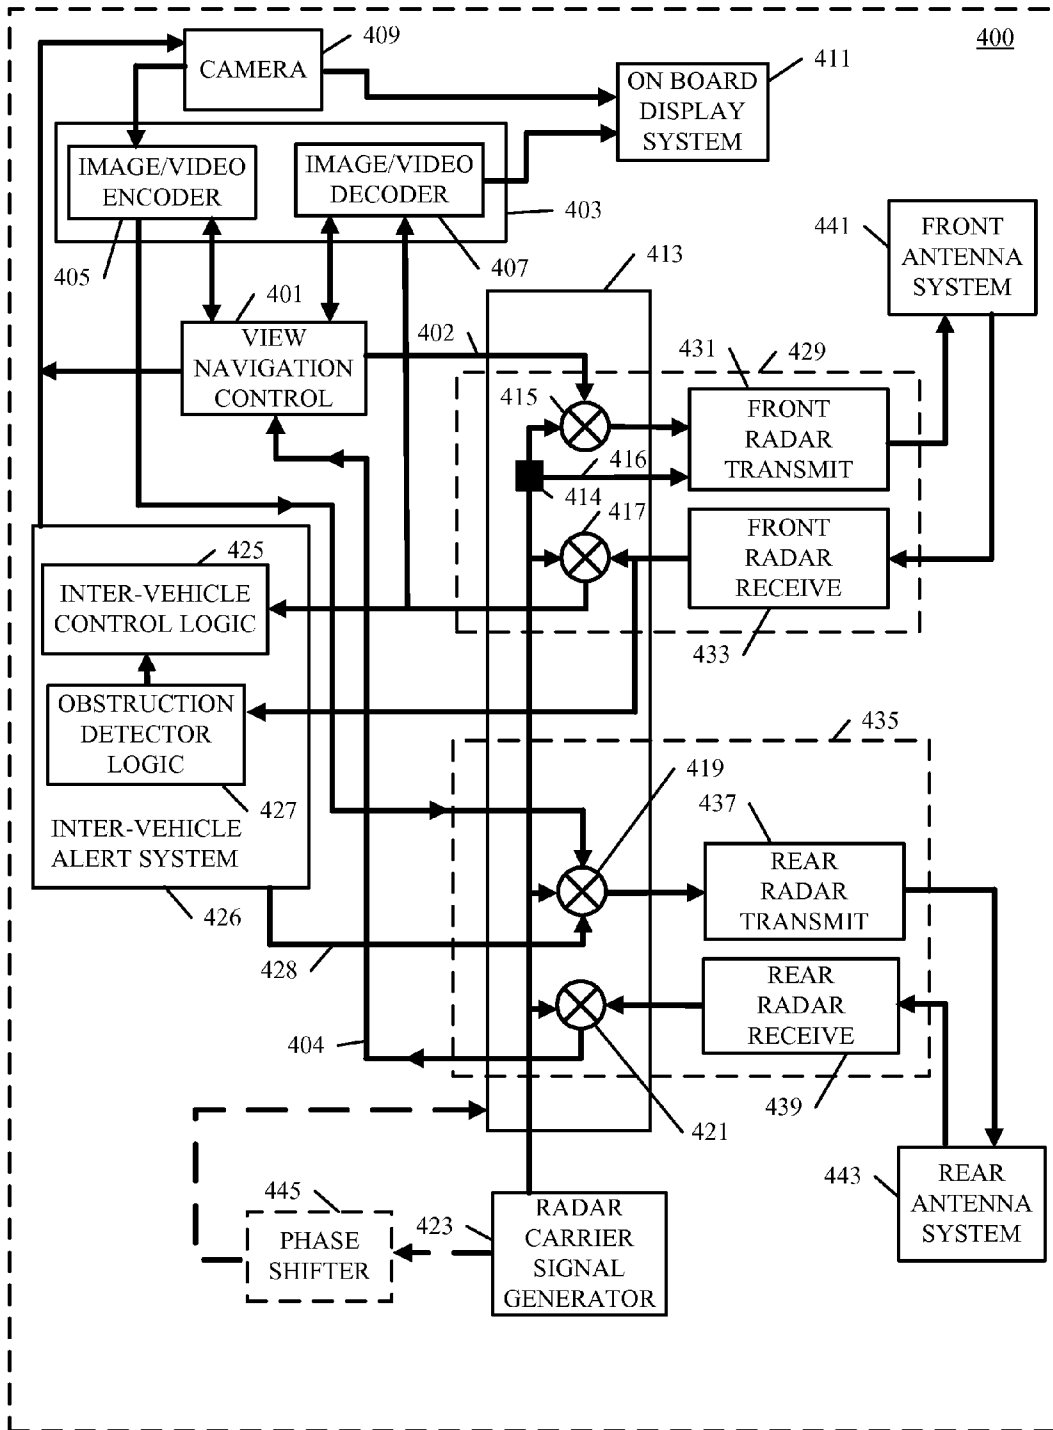 400
409
CAMERA
411
ON BOARD
DISPLAY
SYSTEM
IMAGE/VIDEO
ENCODER
IMAGE/VIDEO
DECODER
403
405
407
413
441
FRONT
ANTENNA
SYSTEM
401
VIEW
NAVIGATION
CONTROL
402
431
429
415
FRONT
RADAR
TRANSMIT
416
414
417
FRONT
RADAR
RECEIVE
433
425
INTER-VEHICLE
CONTROL LOGIC
OBSTRUCTION
DETECTOR
LOGIC
427
INTER-VEHICLE
ALERT SYSTEM
426
428
435
419
437
REAR
RADAR
TRANSMIT
REAR
RADAR
RECEIVE
404
439
421
443
REAR
ANTENNA
SYSTEM
445
PHASE
SHIFTER
423
RADAR
CARRIER
SIGNAL
GENERATOR